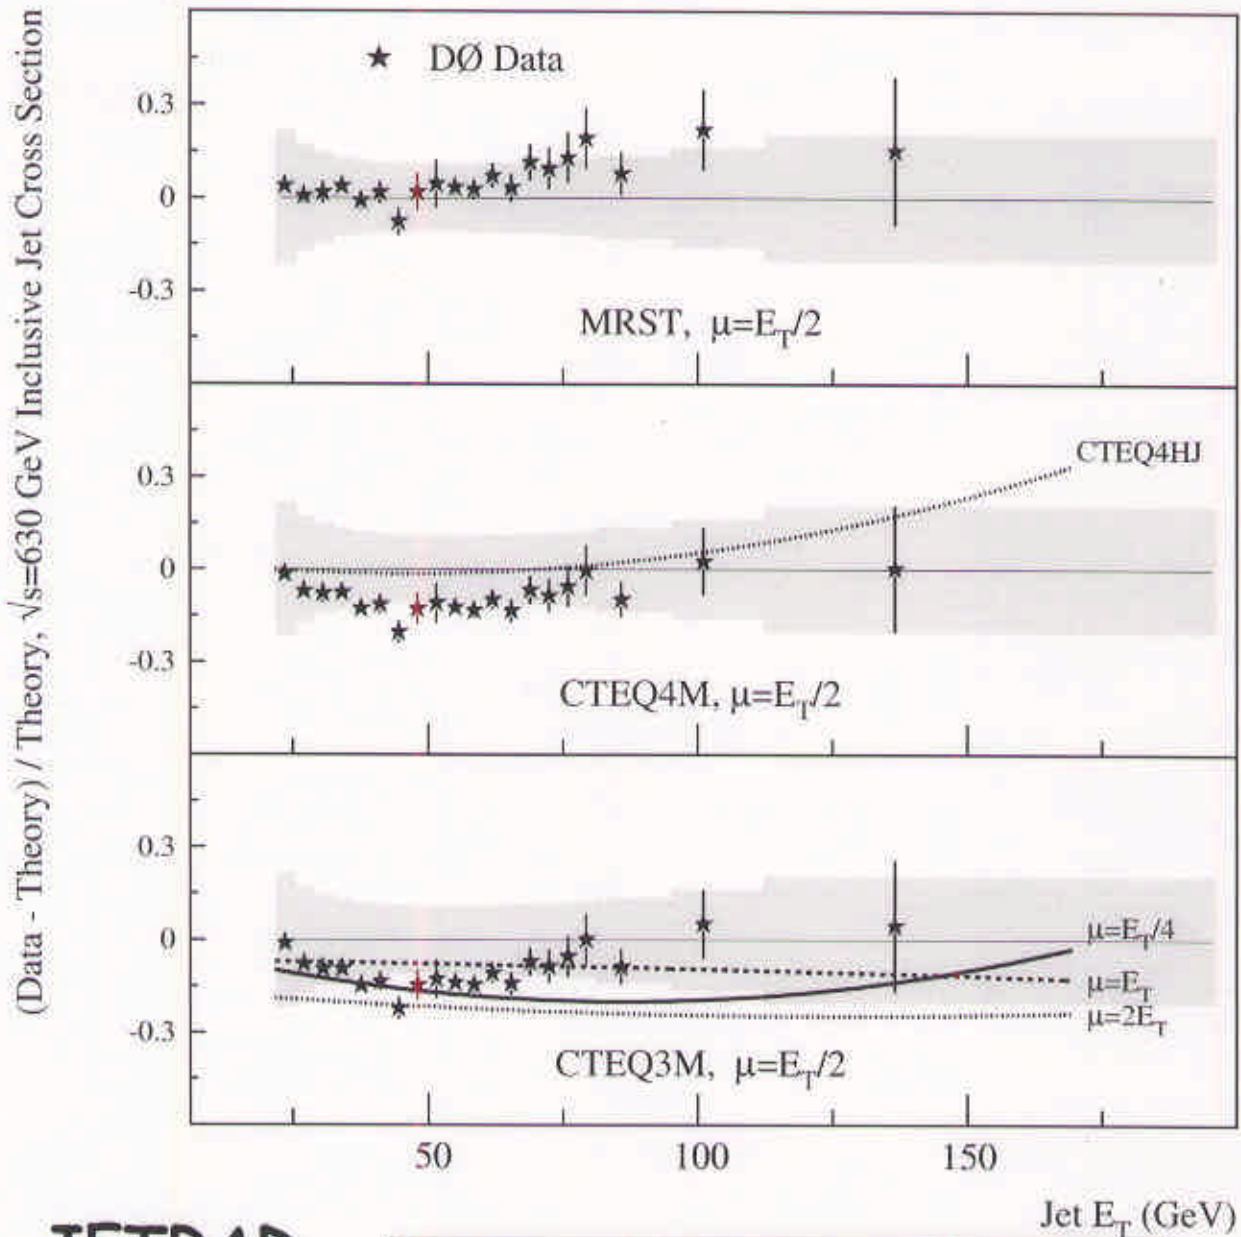 (Data - Theory) / Theory, √s=630 GeV Inclusive Jet Cross Section
★ DØ Data
0.3
0
-0.3
MRST, μ=E_T/2
0.3
0
-0.3
CTEQ4HJ
CTEQ4M, μ=E_T/2
0.3
0
-0.3
μ=E_T/4
μ=E_T
μ=2E_T
CTEQ3M, μ=E_T/2
50
100
150
Jet E_T (GeV)